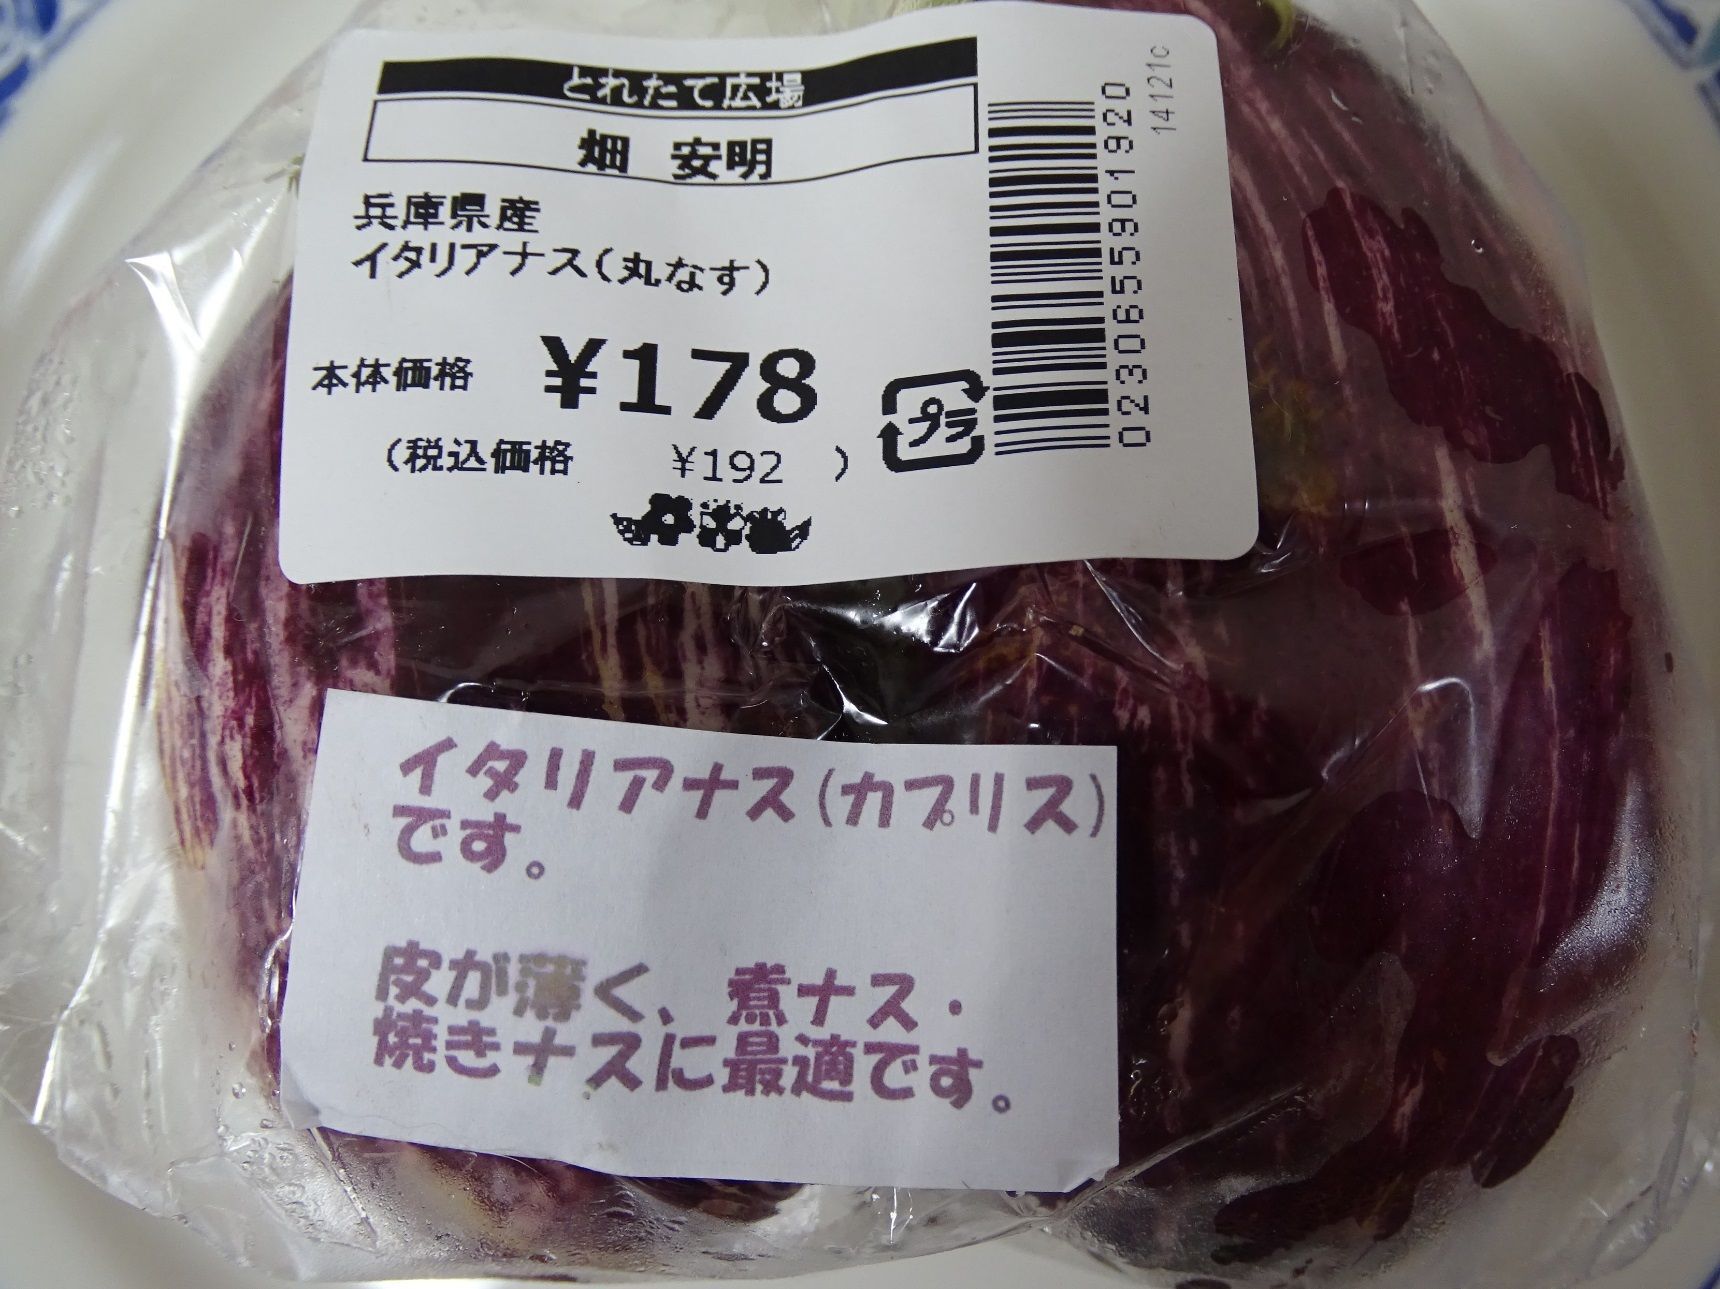 とれたて広場
畑 安明
兵庫県産
イタリアナス(丸なす)
本体価格 ¥178
(税込価格 ¥192 )
プラ
0230655901920
14121c
イタリアナス(カプリス)
です。
皮が薄く、煮ナス・
焼きナスに最適です。